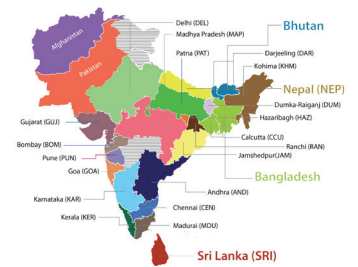 Delhi (DEL)
Madhya Pradesh (MAP)
Bhutan
Patna (PAT)
Darjeeling (DAR)
Kohima (KHM)
Afghanistan
Pakistan
Nepal (NEP)
Dumka-Raiganj (DUM)
Hazaribagh (HAZ)
Gujarat (GUJ)
Calcutta (CCU)
Bombay (BOM)
Ranchi (RAN)
Pune (PUN)
Jamshedpur(JAM)
Goa (GOA)
Bangladesh
Karnataka (KAR)
Andhra (AND)
Kerala (KER)
Chennai (CEN)
Madurai (MDU)
Sri Lanka (SRI)